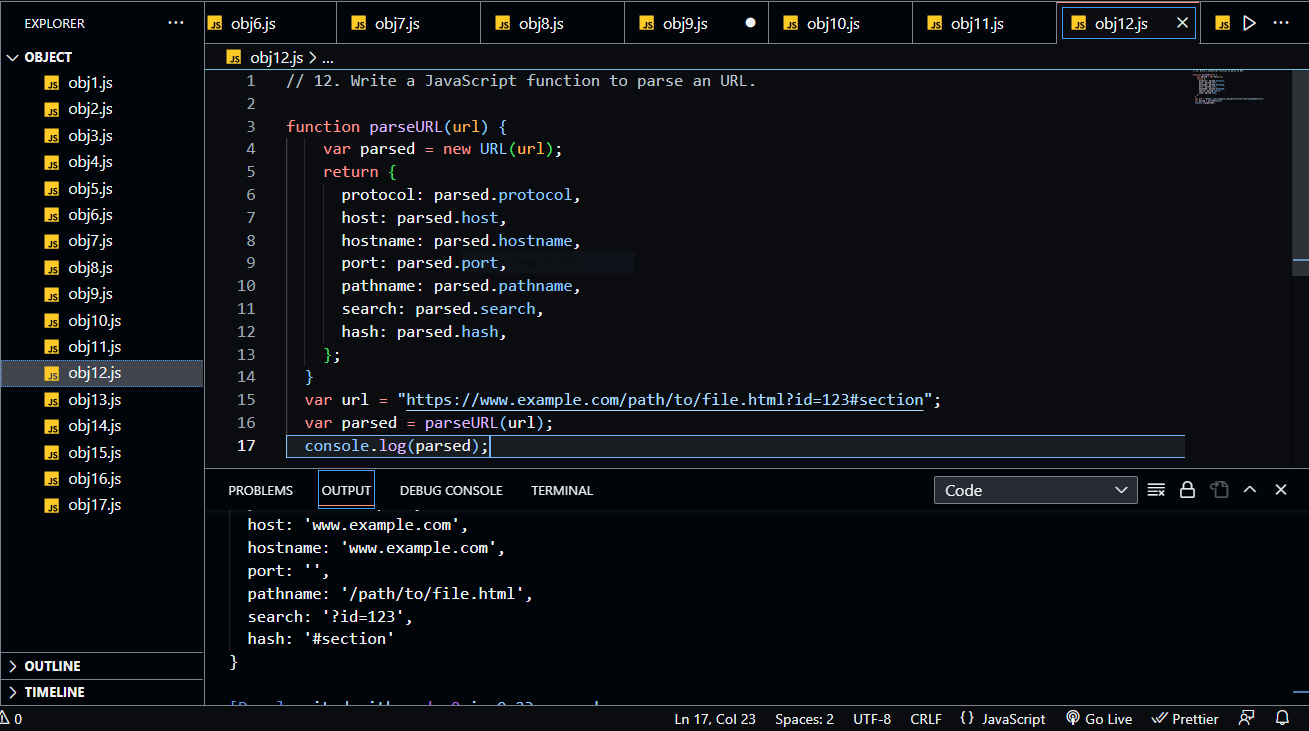 EXPLORER
obj6.js obj7.js obj8.js obj9.js obj10.js obj11.js obj12.js
OBJECT
obj1.js
obj2.js
obj3.js
obj4.js
obj5.js
obj6.js
obj7.js
obj8.js
obj9.js
obj10.js
obj11.js
obj12.js
obj13.js
obj14.js
obj15.js
obj16.js
obj17.js
OUTLINE
TIMELINE
obj12.js > ...
1 // 12. Write a JavaScript function to parse an URL.
2
3 function parseURL(url) {
4 var parsed = new URL(url);
5 return {
6 protocol: parsed.protocol,
7 host: parsed.host,
8 hostname: parsed.hostname,
9 port: parsed.port,
10 pathname: parsed.pathname,
11 search: parsed.search,
12 hash: parsed.hash,
13 };
14 }
15 var url = "https://www.example.com/path/to/file.html?id=123#section";
16 var parsed = parseURL(url);
17 console.log(parsed);
PROBLEMS OUTPUT DEBUG CONSOLE TERMINAL Code
host: 'www.example.com',
hostname: 'www.example.com',
port: '',
pathname: '/path/to/file.html',
search: '?id=123',
hash: '#section'
}
0 Ln 17, Col 23 Spaces: 2 UTF-8 CRLF {} JavaScript Go Live Prettier